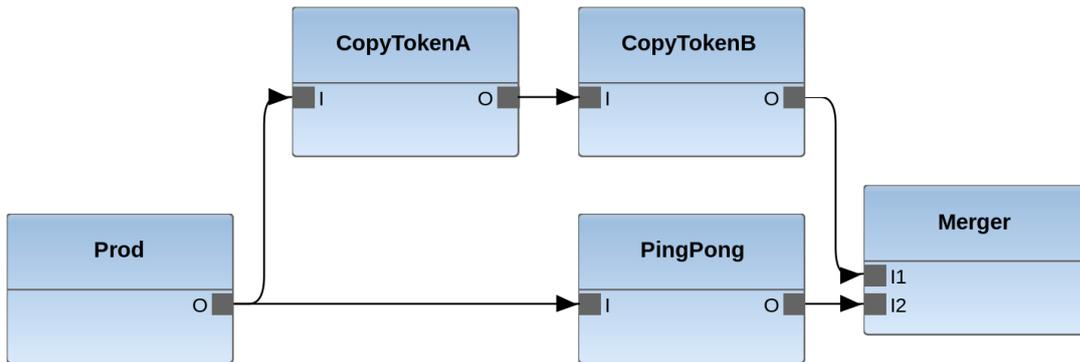 CopyTokenA
I O
CopyTokenB
I O
Prod
O
PingPong
I O
Merger
I1
I2